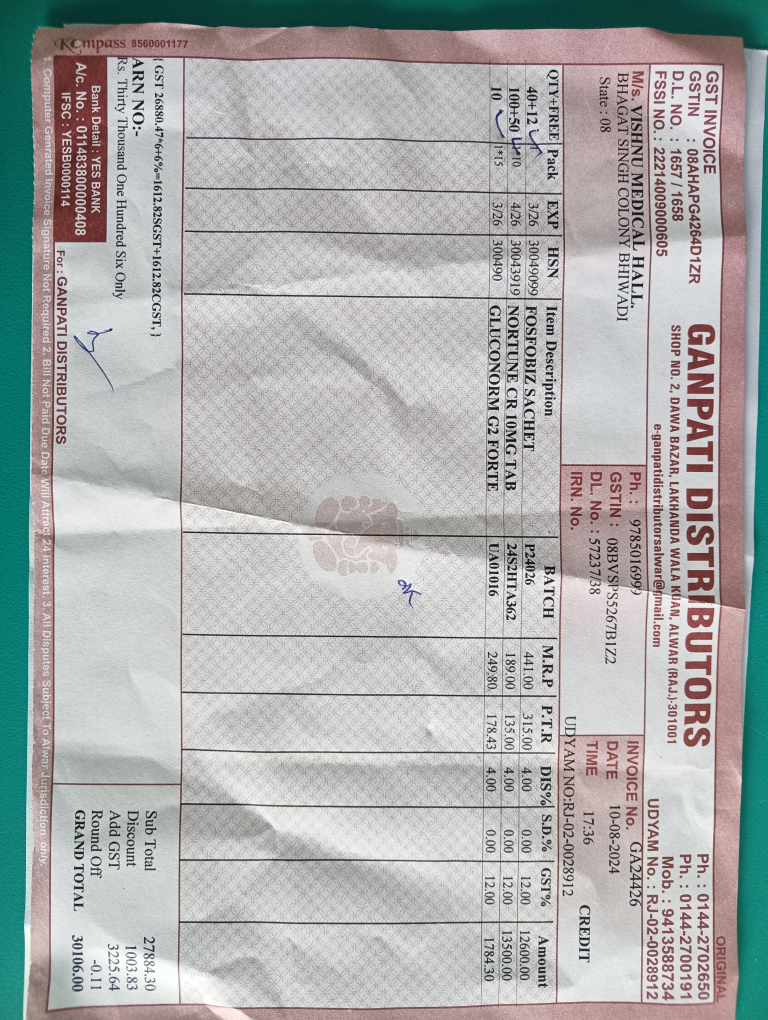 ORIGINAL
GST INVOICE
GSTIN : 08AHAPG4264D1ZR
D.L. NO. : 1657 / 1658
FSSI NO. : 22214009000605
GANPATI DISTRIBUTORS
SHOP NO. 2, DAWA BAZAR, LAKHANDA WALA KUAN, ALWAR (RAJ.)-301001
e-ganpatidistributorsalwar@gmail.com
Ph. : 0144-2702650
Ph. : 0144-2700191
Mob. : 9413588734
UDYAM No. : RJ-02-0028912
M/s. VISHNU MEDICAL HALL.
BHAGAT SINGH COLONY BHIWADI
State : 08
Ph. : 9785016999
GSTIN : 08BVSPS5267B1Z2
DL. No. : 57237/38
IRN. No.
INVOICE No. GA24426
DATE 10-08-2024
TIME 17:36 CREDIT
UDYAM NO:RJ-02-0028912
QTY+FREE Pack EXP HSN Item Description BATCH M.R.P P.T.R DIS% S.D.% GST% Amount
40+12 3/26 30049099 FOSFOBIZ SACHET P24026 441.00 315.00 4.00 0.00 12.00 12600.00
100+50 1*10 4/26 30043919 NORTUNE CR 10MG TAB 24S2HTA362 189.00 135.00 4.00 0.00 12.00 13500.00
10 1*15 3/26 300490 GLUCONORM G2 FORTE UA01016 249.80 178.43 4.00 0.00 12.00 1784.30
{ GST 26880.47*6+6%=1612.82SGST+1612.82CGST, }
ARN NO:-
Rs. Thirty Thousand One Hundred Six Only
Sub Total 27884.30
Discount 1003.83
Add GST 3225.64
Round Off -0.11
GRAND TOTAL 30106.00
Bank Detail : YES BANK
A/c. No. : 011483800000408
IFSC : YESB0000114
For : GANPATI DISTRIBUTORS
1. Computer Genrated Invoice Signature Not Required 2. Bill Not Paid Due Date Will Attract 24 Interest. 3. All Disputes Subject To Alwar Jurisdiction only.
Kompass 8560001177